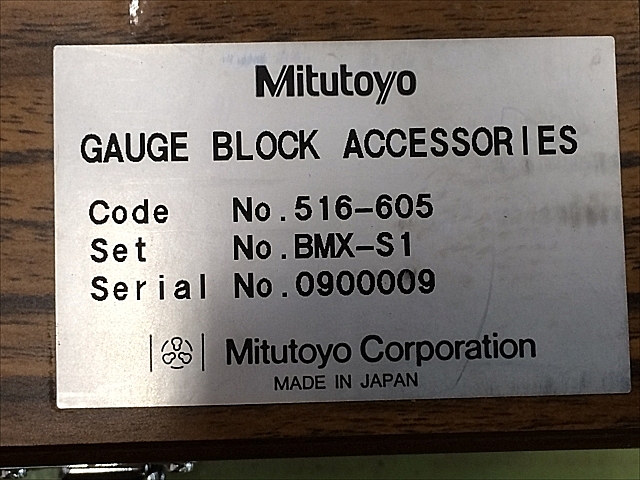 Mitutoyo
GAUGE BLOCK ACCESSORIES
Code No.516-605
Set No.BMX-S1
Serial No.0900009
Mitutoyo Corporation
MADE IN JAPAN